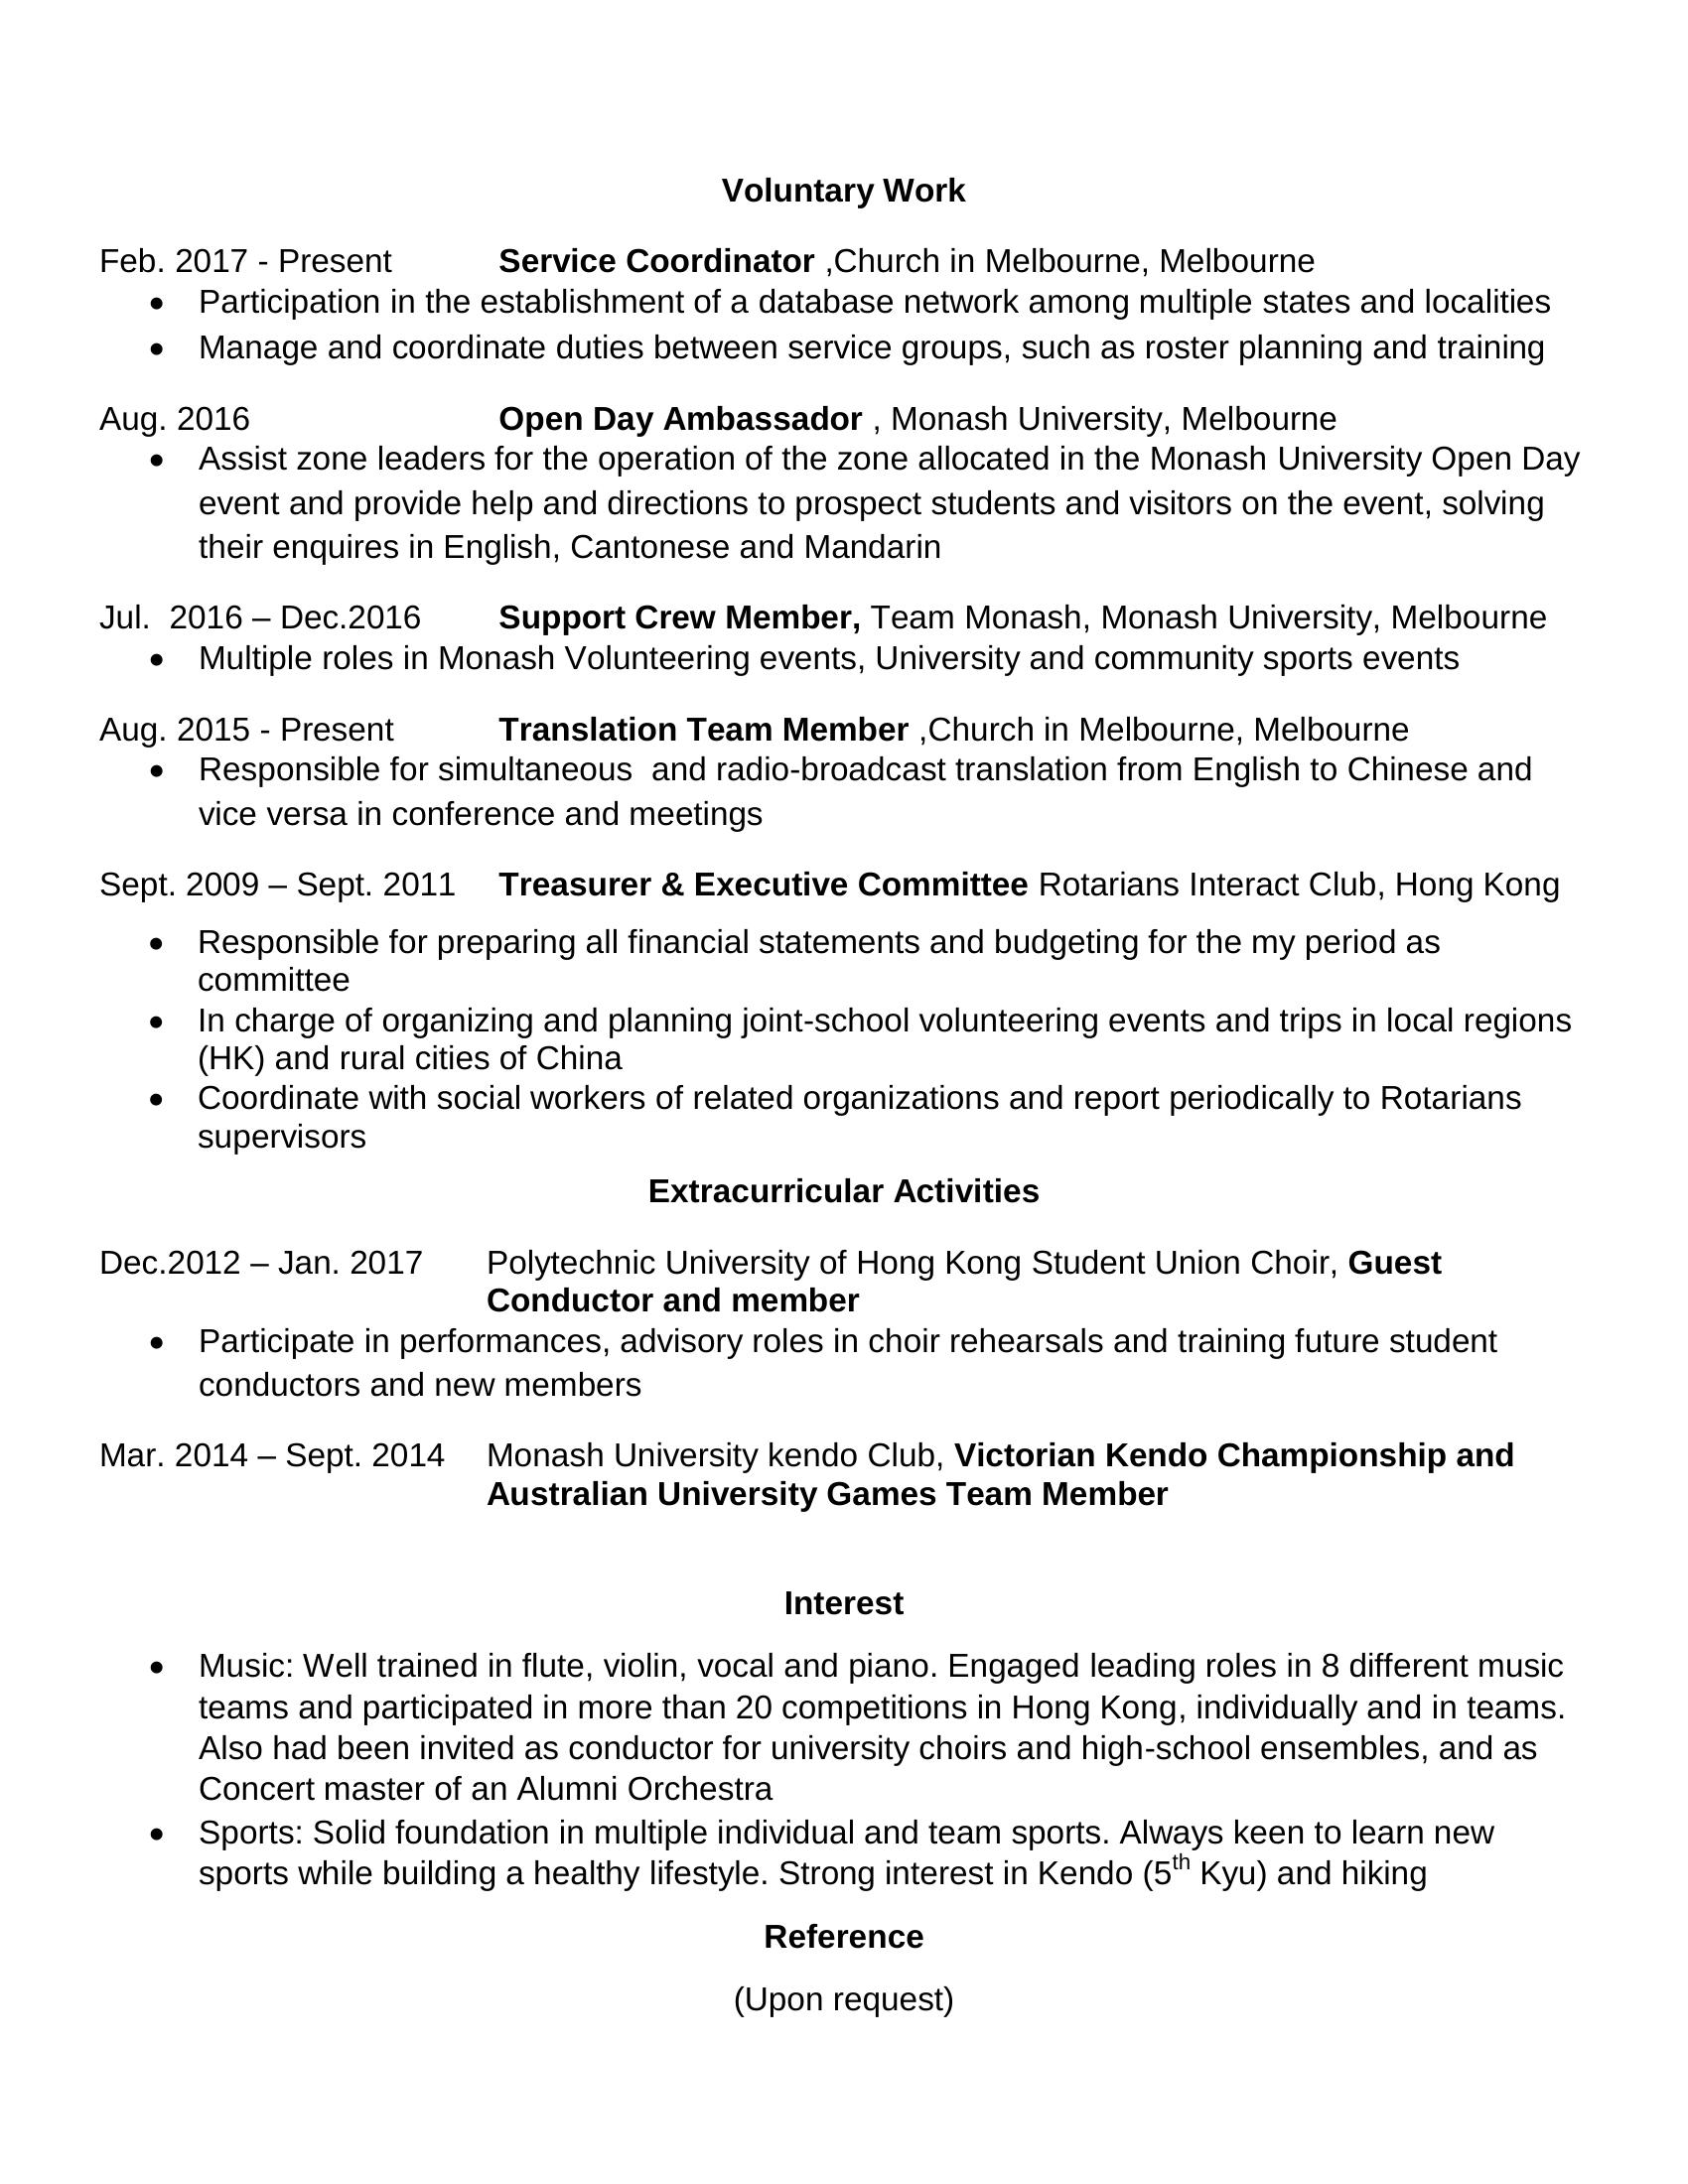 Voluntary Work
Feb. 2017 - Present Service Coordinator ,Church in Melbourne, Melbourne
• Participation in the establishment of a database network among multiple states and localities
• Manage and coordinate duties between service groups, such as roster planning and training
Aug. 2016 Open Day Ambassador , Monash University, Melbourne
• Assist zone leaders for the operation of the zone allocated in the Monash University Open Day
event and provide help and directions to prospect students and visitors on the event, solving
their enquires in English, Cantonese and Mandarin
Jul.  2016 – Dec.2016 Support Crew Member, Team Monash, Monash University, Melbourne
• Multiple roles in Monash Volunteering events, University and community sports events
Aug. 2015 - Present Translation Team Member ,Church in Melbourne, Melbourne
• Responsible for simultaneous  and radio-broadcast translation from English to Chinese and
vice versa in conference and meetings
Sept. 2009 – Sept. 2011 Treasurer & Executive Committee Rotarians Interact Club, Hong Kong
• Responsible for preparing all financial statements and budgeting for the my period as
committee
• In charge of organizing and planning joint-school volunteering events and trips in local regions
(HK) and rural cities of China
• Coordinate with social workers of related organizations and report periodically to Rotarians
supervisors
Extracurricular Activities
Dec.2012 – Jan. 2017 Polytechnic University of Hong Kong Student Union Choir, Guest
Conductor and member
• Participate in performances, advisory roles in choir rehearsals and training future student
conductors and new members
Mar. 2014 – Sept. 2014 Monash University kendo Club, Victorian Kendo Championship and
Australian University Games Team Member
Interest
• Music: Well trained in flute, violin, vocal and piano. Engaged leading roles in 8 different music
teams and participated in more than 20 competitions in Hong Kong, individually and in teams.
Also had been invited as conductor for university choirs and high-school ensembles, and as
Concert master of an Alumni Orchestra
• Sports: Solid foundation in multiple individual and team sports. Always keen to learn new
sports while building a healthy lifestyle. Strong interest in Kendo (5th Kyu) and hiking
Reference
(Upon request)